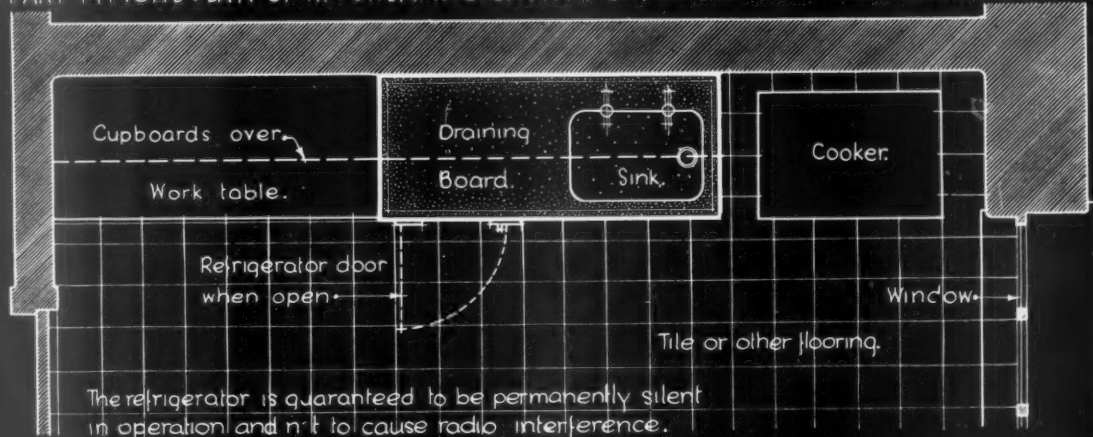 Cupboards over.
Work table.
Draining
Board.
Sink.
Cooker.
Refrigerator door
when open.
Window.
Tile or other flooring.
The refrigerator is guaranteed to be permanently silent
in operation and n't to cause radio interference.